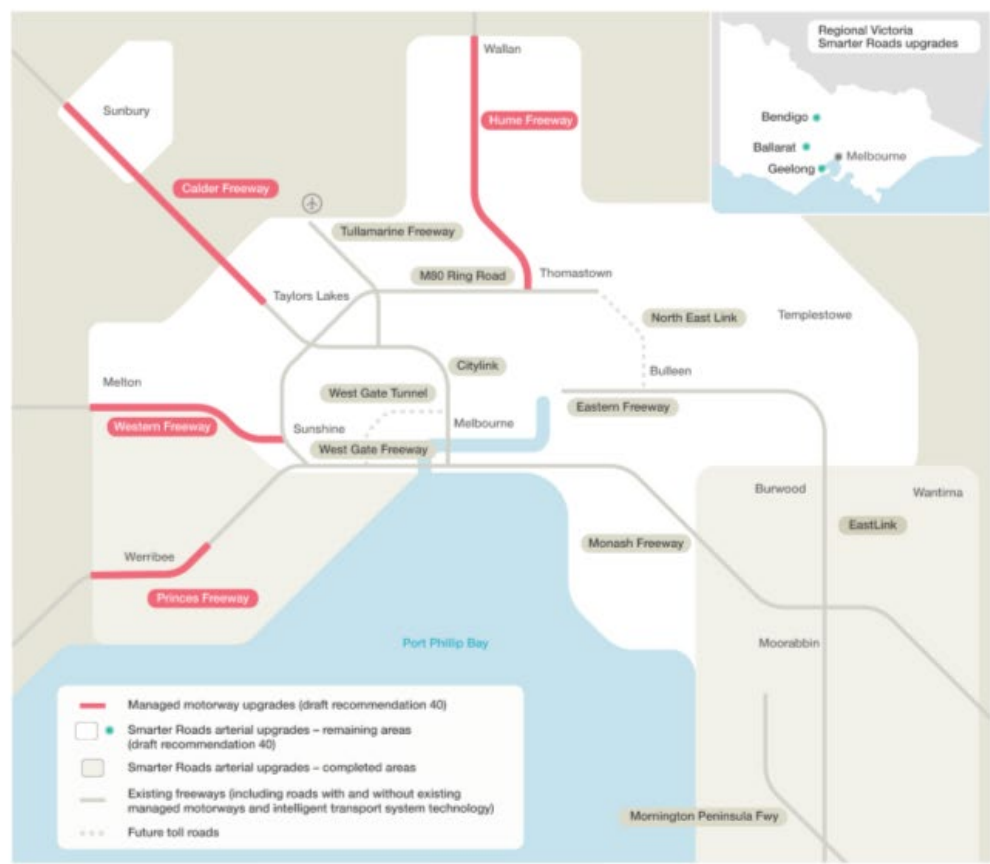 Wallan
Regional Victoria
Smarter Roads upgrades
Sunbury
Hume Freeway
Bendigo
Ballarat
Melbourne
Geelong
Calder Freeway
Tullamarine Freeway
M80 Ring Road
Thomastown
Taylors Lakes
North East Link
Templestowe
Citylink
Bulleen
Melton
West Gate Tunnel
Eastern Freeway
Western Freeway
Sunshine
Melbourne
West Gate Freeway
Burwood
Wantirna
EastLink
Monash Freeway
Werribee
Princes Freeway
Port Phillip Bay
Moorabbin
Managed motorway upgrades (draft recommendation 40)
Smarter Roads arterial upgrades – remaining areas
(draft recommendation 40)
Smarter Roads arterial upgrades – completed areas
Existing freeways (including roads with and without existing
managed motorways and intelligent transport system technology)
Future toll roads
Mornington Peninsula Fwy